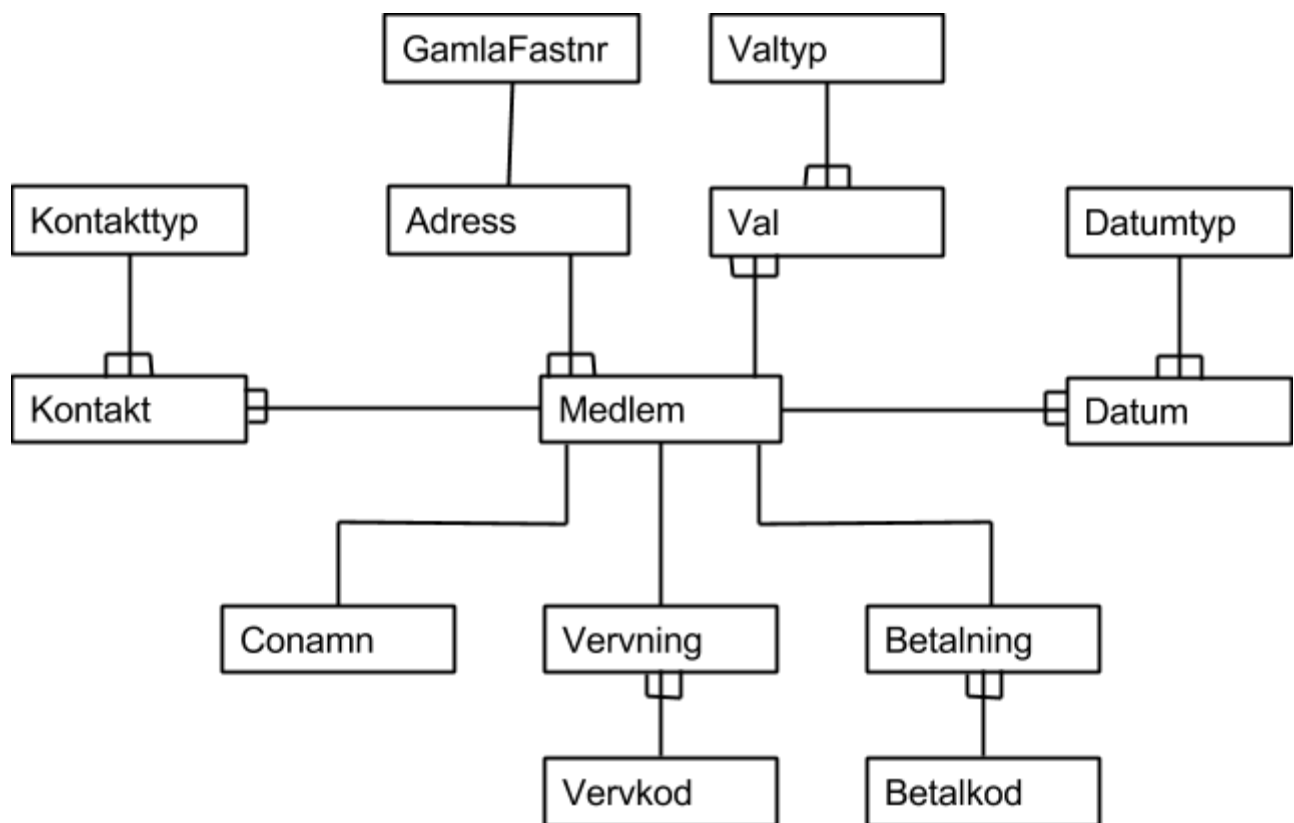 GamlaFastnr
Valtyp
Kontakttyp
Adress
Val
Datumtyp
Kontakt
Medlem
Datum
Conamn
Vervning
Betalning
Vervkod
Betalkod